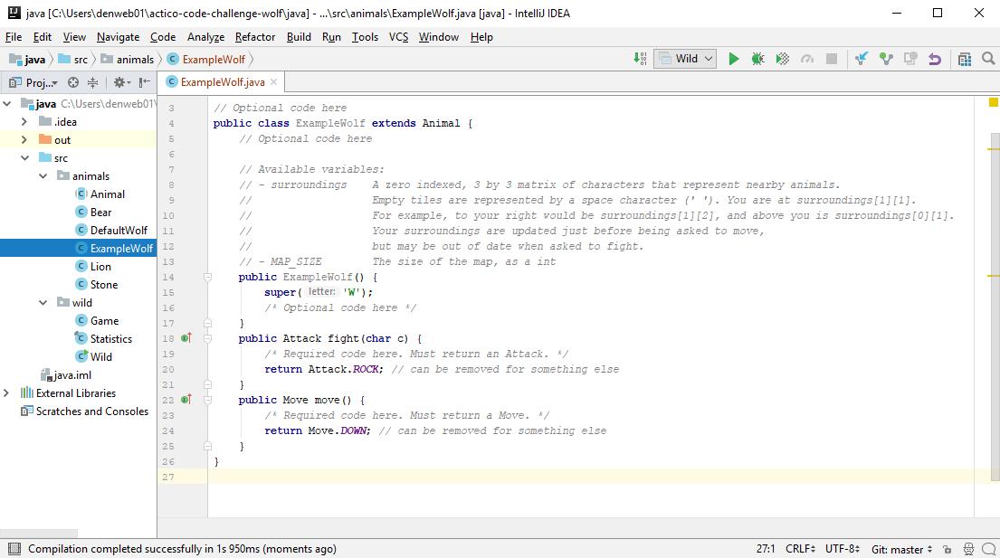 java [C:\Users\denweb01\actico-code-challenge-wolf\java] - ...\src\animals\ExampleWolf.java [java] - IntelliJ IDEA
File Edit View Navigate Code Analyze Refactor Build Run Tools VCS Window Help
java src animals ExampleWolf Wild
Proj... ExampleWolf.java
java C:\Users\denweb01\
.idea
out
src
animals
Animal
Bear
DefaultWolf
ExampleWolf
Lion
Stone
wild
Game
Statistics
Wild
java.iml
External Libraries
Scratches and Consoles
3 // Optional code here
4 public class ExampleWolf extends Animal {
5 // Optional code here
6
7 // Available variables:
8 // - surroundings A zero indexed, 3 by 3 matrix of characters that represent nearby animals.
9 // Empty tiles are represented by a space character (' '). You are at surroundings[1][1].
10 // For example, to your right would be surroundings[1][2], and above you is surroundings[0][1].
11 // Your surroundings are updated just before being asked to move,
12 // but may be out of date when asked to fight.
13 // - MAP_SIZE The size of the map, as a int
14 public ExampleWolf() {
15 super( letter: 'W');
16 /* Optional code here */
17 }
18 public Attack fight(char c) {
19 /* Required code here. Must return an Attack. */
20 return Attack.ROCK; // can be removed for something else
21 }
22 public Move move() {
23 /* Required code here. Must return a Move. */
24 return Move.DOWN; // can be removed for something else
25 }
26 }
27
Compilation completed successfully in 1s 950ms (moments ago) 27:1 CRLF UTF-8 Git: master